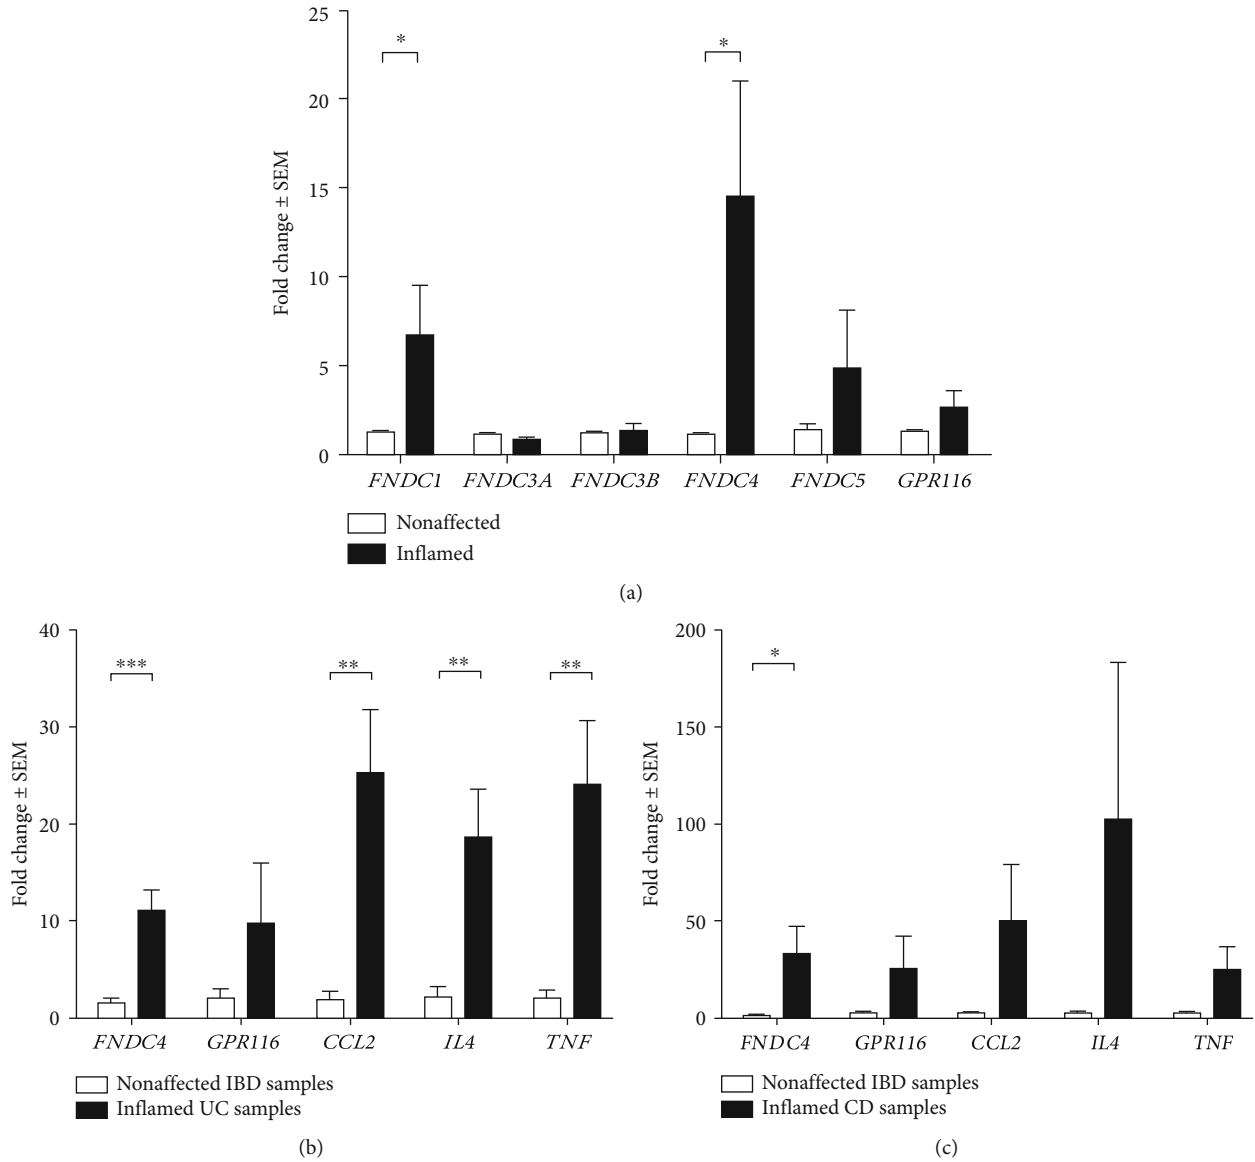 25
20
15
10
5
0
Fold change ± SEM
*
*
FNDC1 FNDC3A FNDC3B FNDC4 FNDC5 GPR116
Nonaffected
Inflamed
(a)
40
30
20
10
0
Fold change ± SEM
*** ** ** **
FNDC4 GPR116 CCL2 IL4 TNF
Nonaffected IBD samples
Inflamed UC samples
(b)
200
150
100
50
0
Fold change ± SEM
*
FNDC4 GPR116 CCL2 IL4 TNF
Nonaffected IBD samples
Inflamed CD samples
(c)